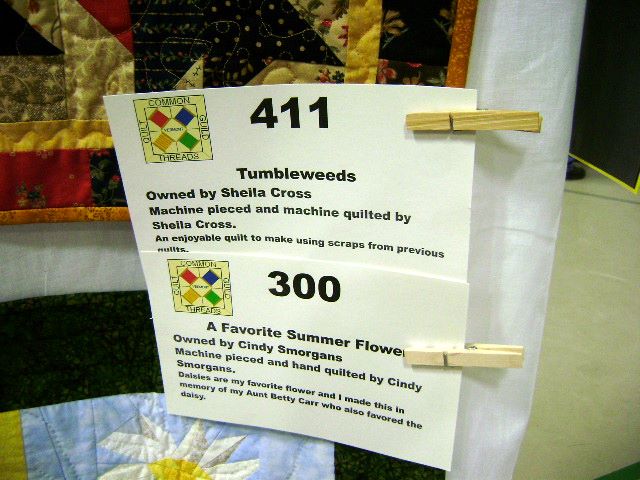 COMMON
QUILT
VERMONT
GUILD
THREADS
411
Tumbleweeds
Owned by Sheila Cross
Machine pieced and machine quilted by
Sheila Cross.
An enjoyable quilt to make using scraps from previous
quilts.
COMMON
QUILT
VERMONT
GUILD
THREADS
300
A Favorite Summer Flower
Owned by Cindy Smorgans
Machine pieced and hand quilted by Cindy
Smorgans.
Daisies are my favorite flower and I made this in
memory of my Aunt Betty Carr who also favored the
daisy.